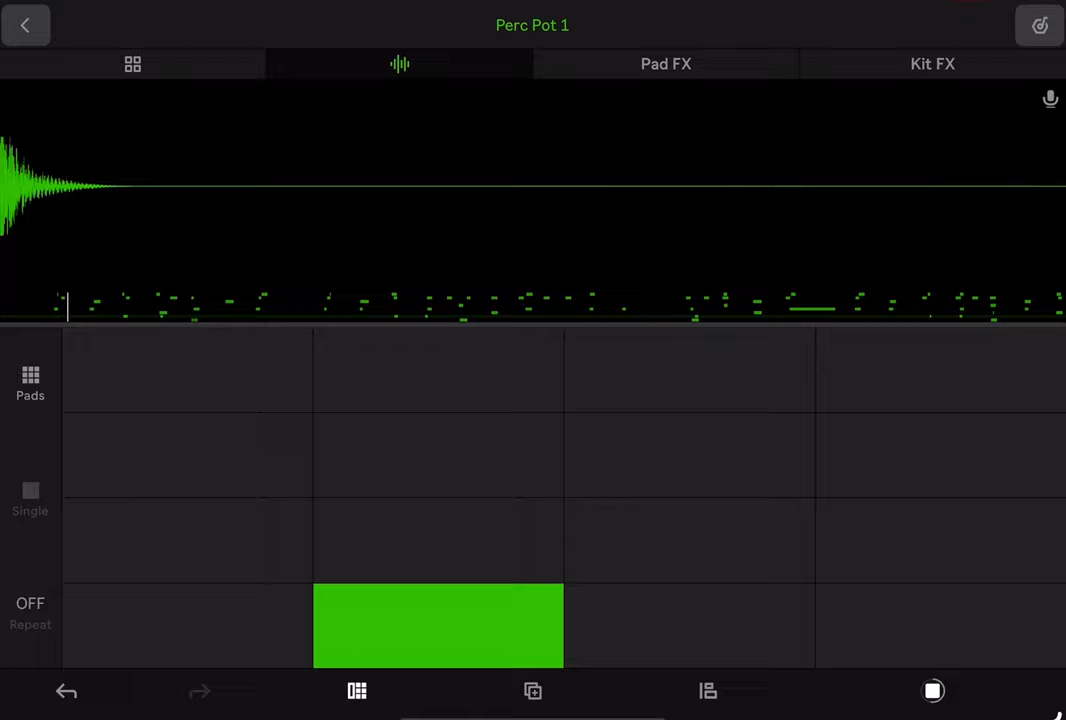 Perc Pot 1
Pad FX
Kit FX
Pads
Single
OFF
Repeat